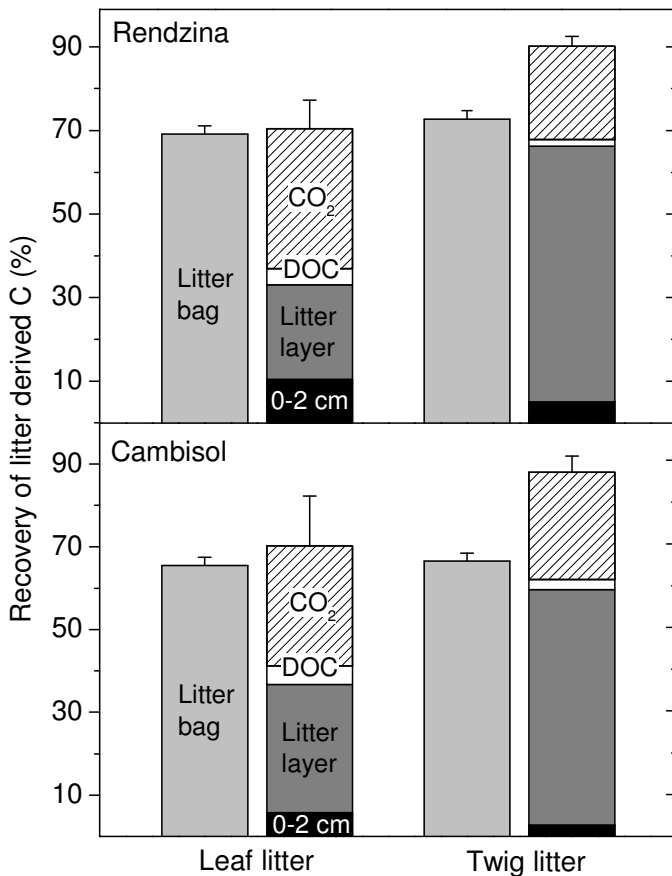 Recovery of litter derived C (%)
Rendzina
90
70
50
30
10
Litter
bag
CO₂
DOC
Litter
layer
0-2 cm
Cambisol
90
70
50
30
10
Litter
bag
CO₂
DOC
Litter
layer
0-2 cm
Leaf litter
Twig litter